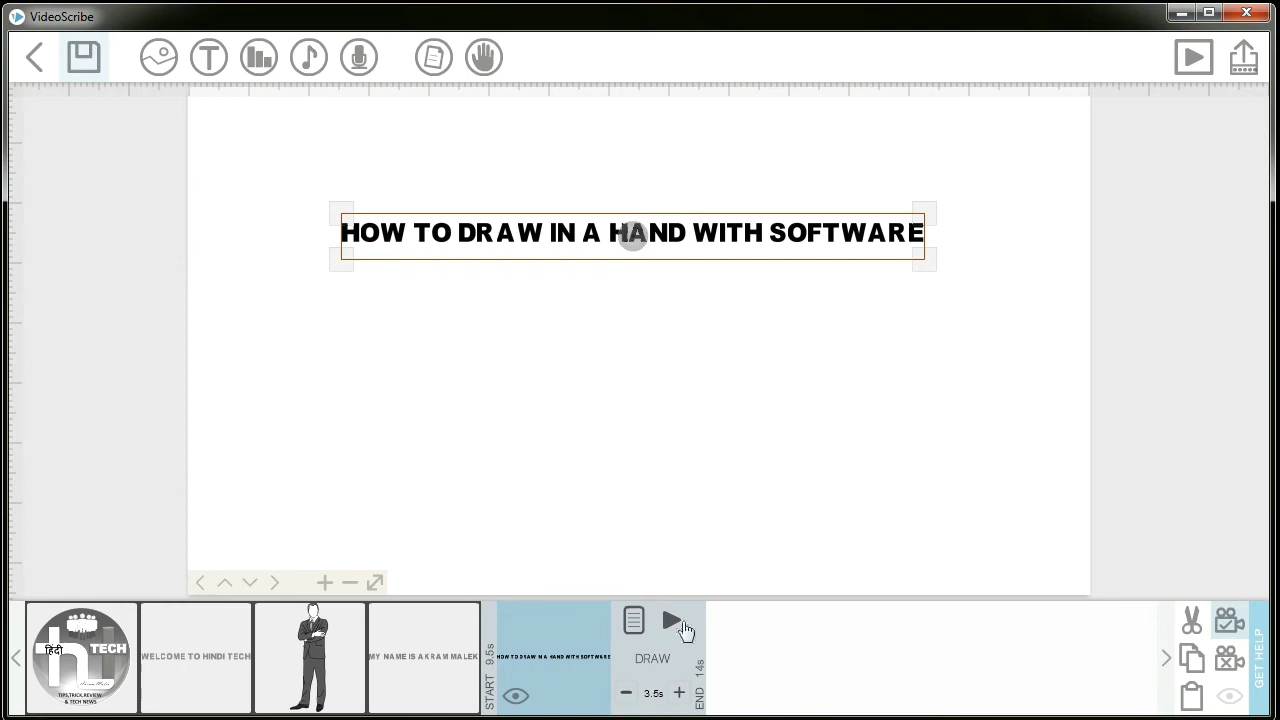 VideoScribe
HOW TO DRAW IN A HAND WITH SOFTWARE
हिंदी
TECH
TIPS,TRICK,REVIEW
& TECH NEWS
WELCOME TO HINDI TECH
MY NAME IS AKRAM MALEK
START 9.5s
HOW TO DRAW IN A HAND WITH SOFTWARE
DRAW
3.5s
END 14s
GET HELP